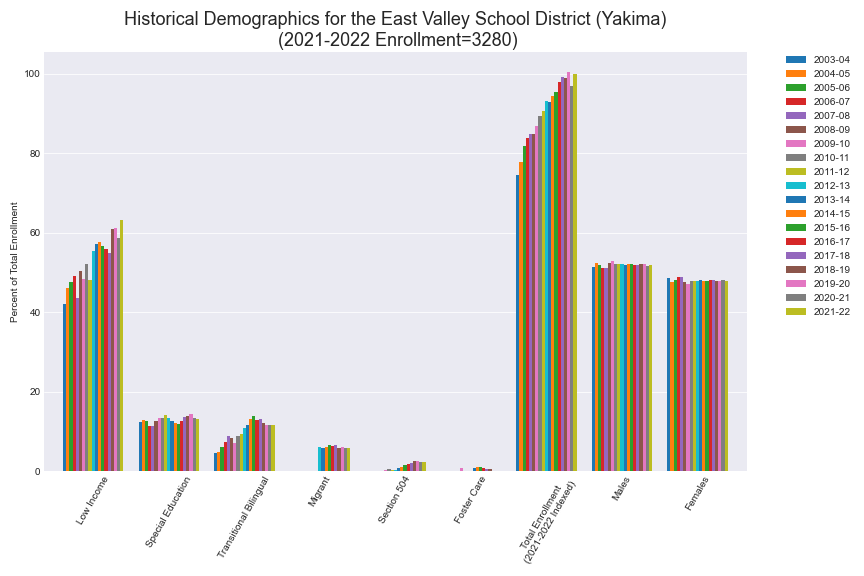 Historical Demographics for the East Valley School District (Yakima)
(2021-2022 Enrollment=3280)
Percent of Total Enrollment
100
80
60
40
20
0
Low Income
Special Education
Transitional Bilingual
Migrant
Section 504
Foster Care
Total Enrollment
(2021-2022 Indexed)
Males
Females
2003-04
2004-05
2005-06
2006-07
2007-08
2008-09
2009-10
2010-11
2011-12
2012-13
2013-14
2014-15
2015-16
2016-17
2017-18
2018-19
2019-20
2020-21
2021-22